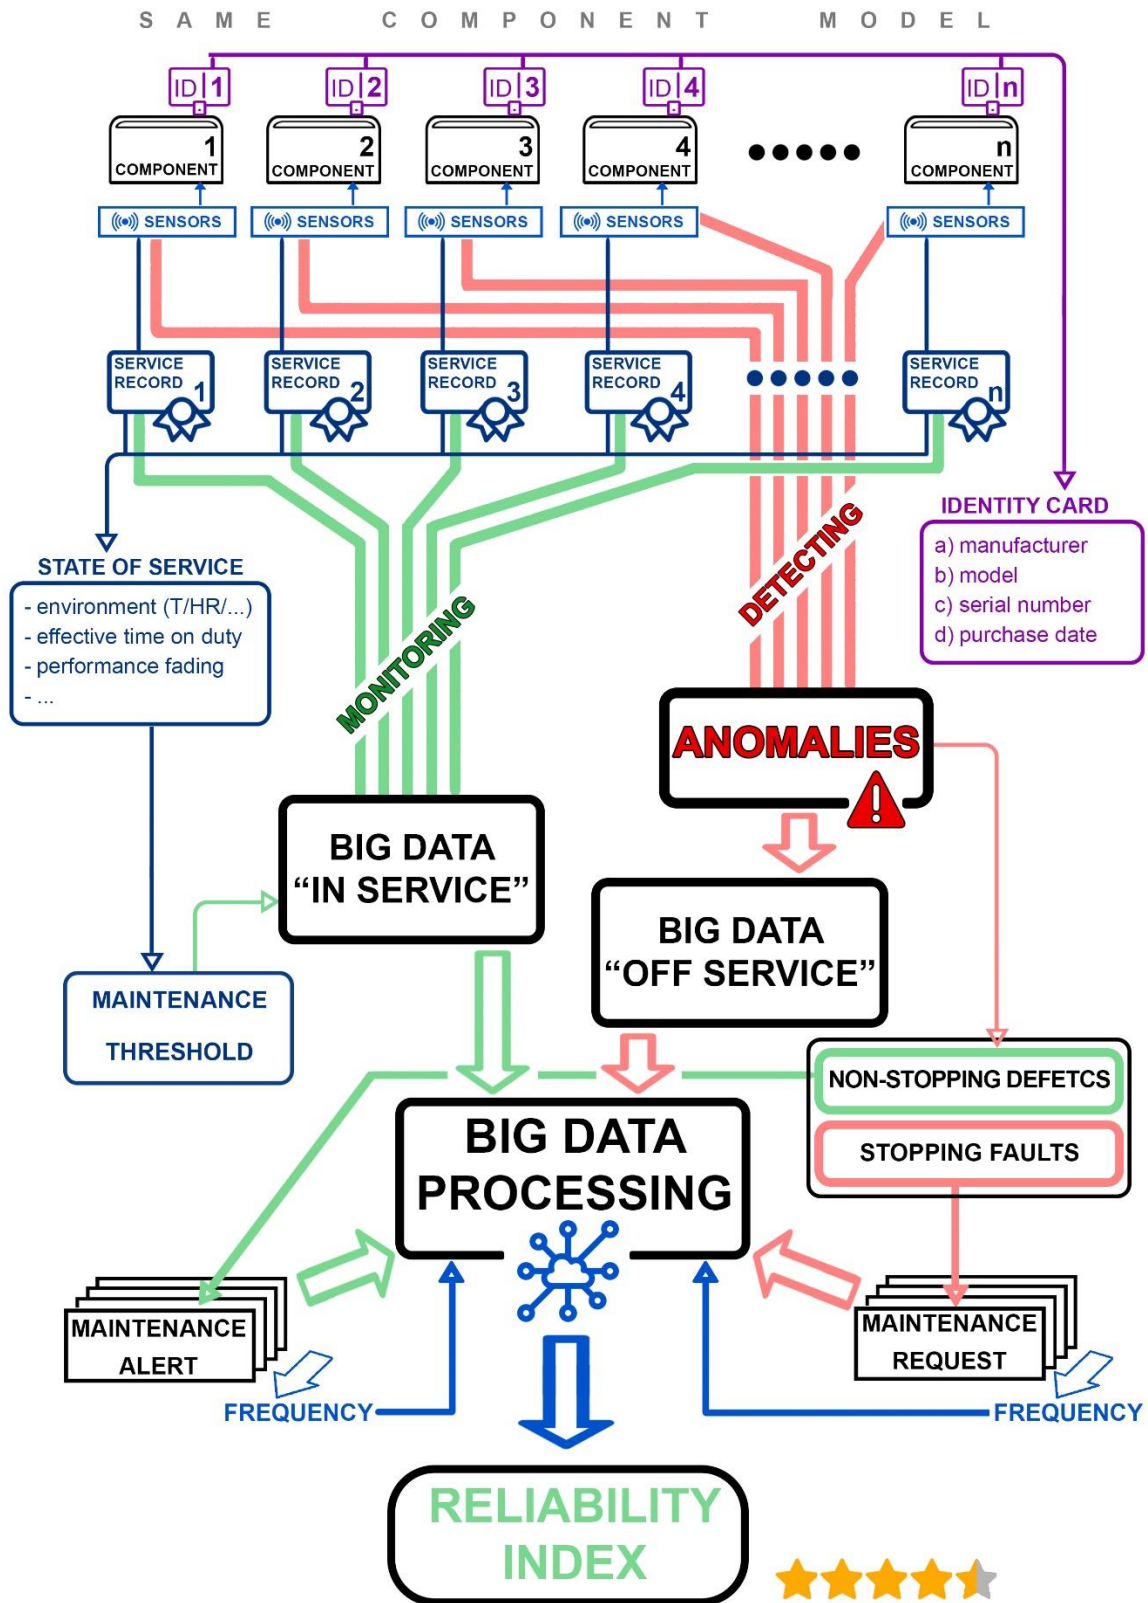 SAME COMPONENT MODEL
ID 1
ID 2
ID 3
ID 4
ID n
1
COMPONENT
2
COMPONENT
3
COMPONENT
4
COMPONENT
n
COMPONENT
SENSORS
SENSORS
SENSORS
SENSORS
SENSORS
SERVICE
RECORD 1
SERVICE
RECORD 2
SERVICE
RECORD 3
SERVICE
RECORD 4
SERVICE
RECORD n
IDENTITY CARD
a) manufacturer
b) model
c) serial number
d) purchase date
STATE OF SERVICE
- environment (T/HR/...)
- effective time on duty
- performance fading
- ...
MONITORING
DETECTING
ANOMALIES
!
BIG DATA
“IN SERVICE”
BIG DATA
“OFF SERVICE”
MAINTENANCE
THRESHOLD
NON-STOPPING DEFETCS
STOPPING FAULTS
BIG DATA
PROCESSING
MAINTENANCE
ALERT
FREQUENCY
MAINTENANCE
REQUEST
FREQUENCY
RELIABILITY
INDEX